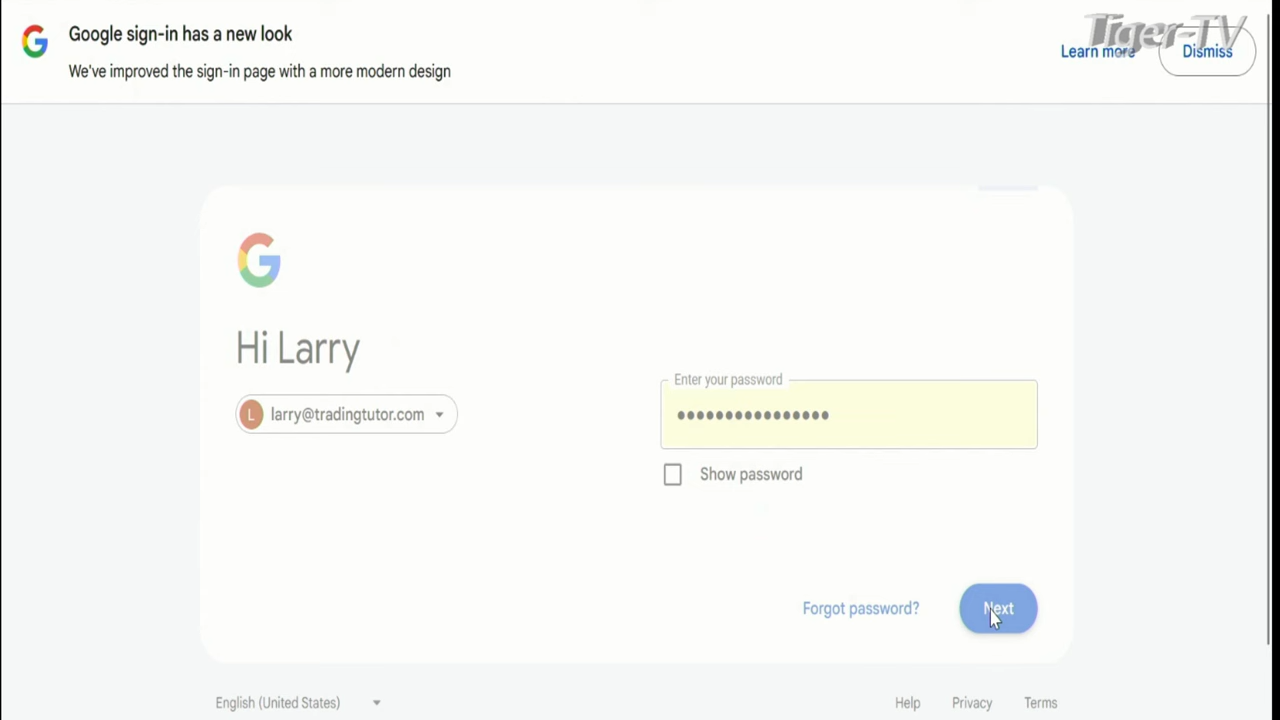 Google sign-in has a new look
We've improved the sign-in page with a more modern design
Tiger-TV
Learn more
Dismiss
Hi Larry
L
larry@tradingtutor.com
Enter your password
••••••••••••••••
Show password
Forgot password?
Next
English (United States)
Help
Privacy
Terms